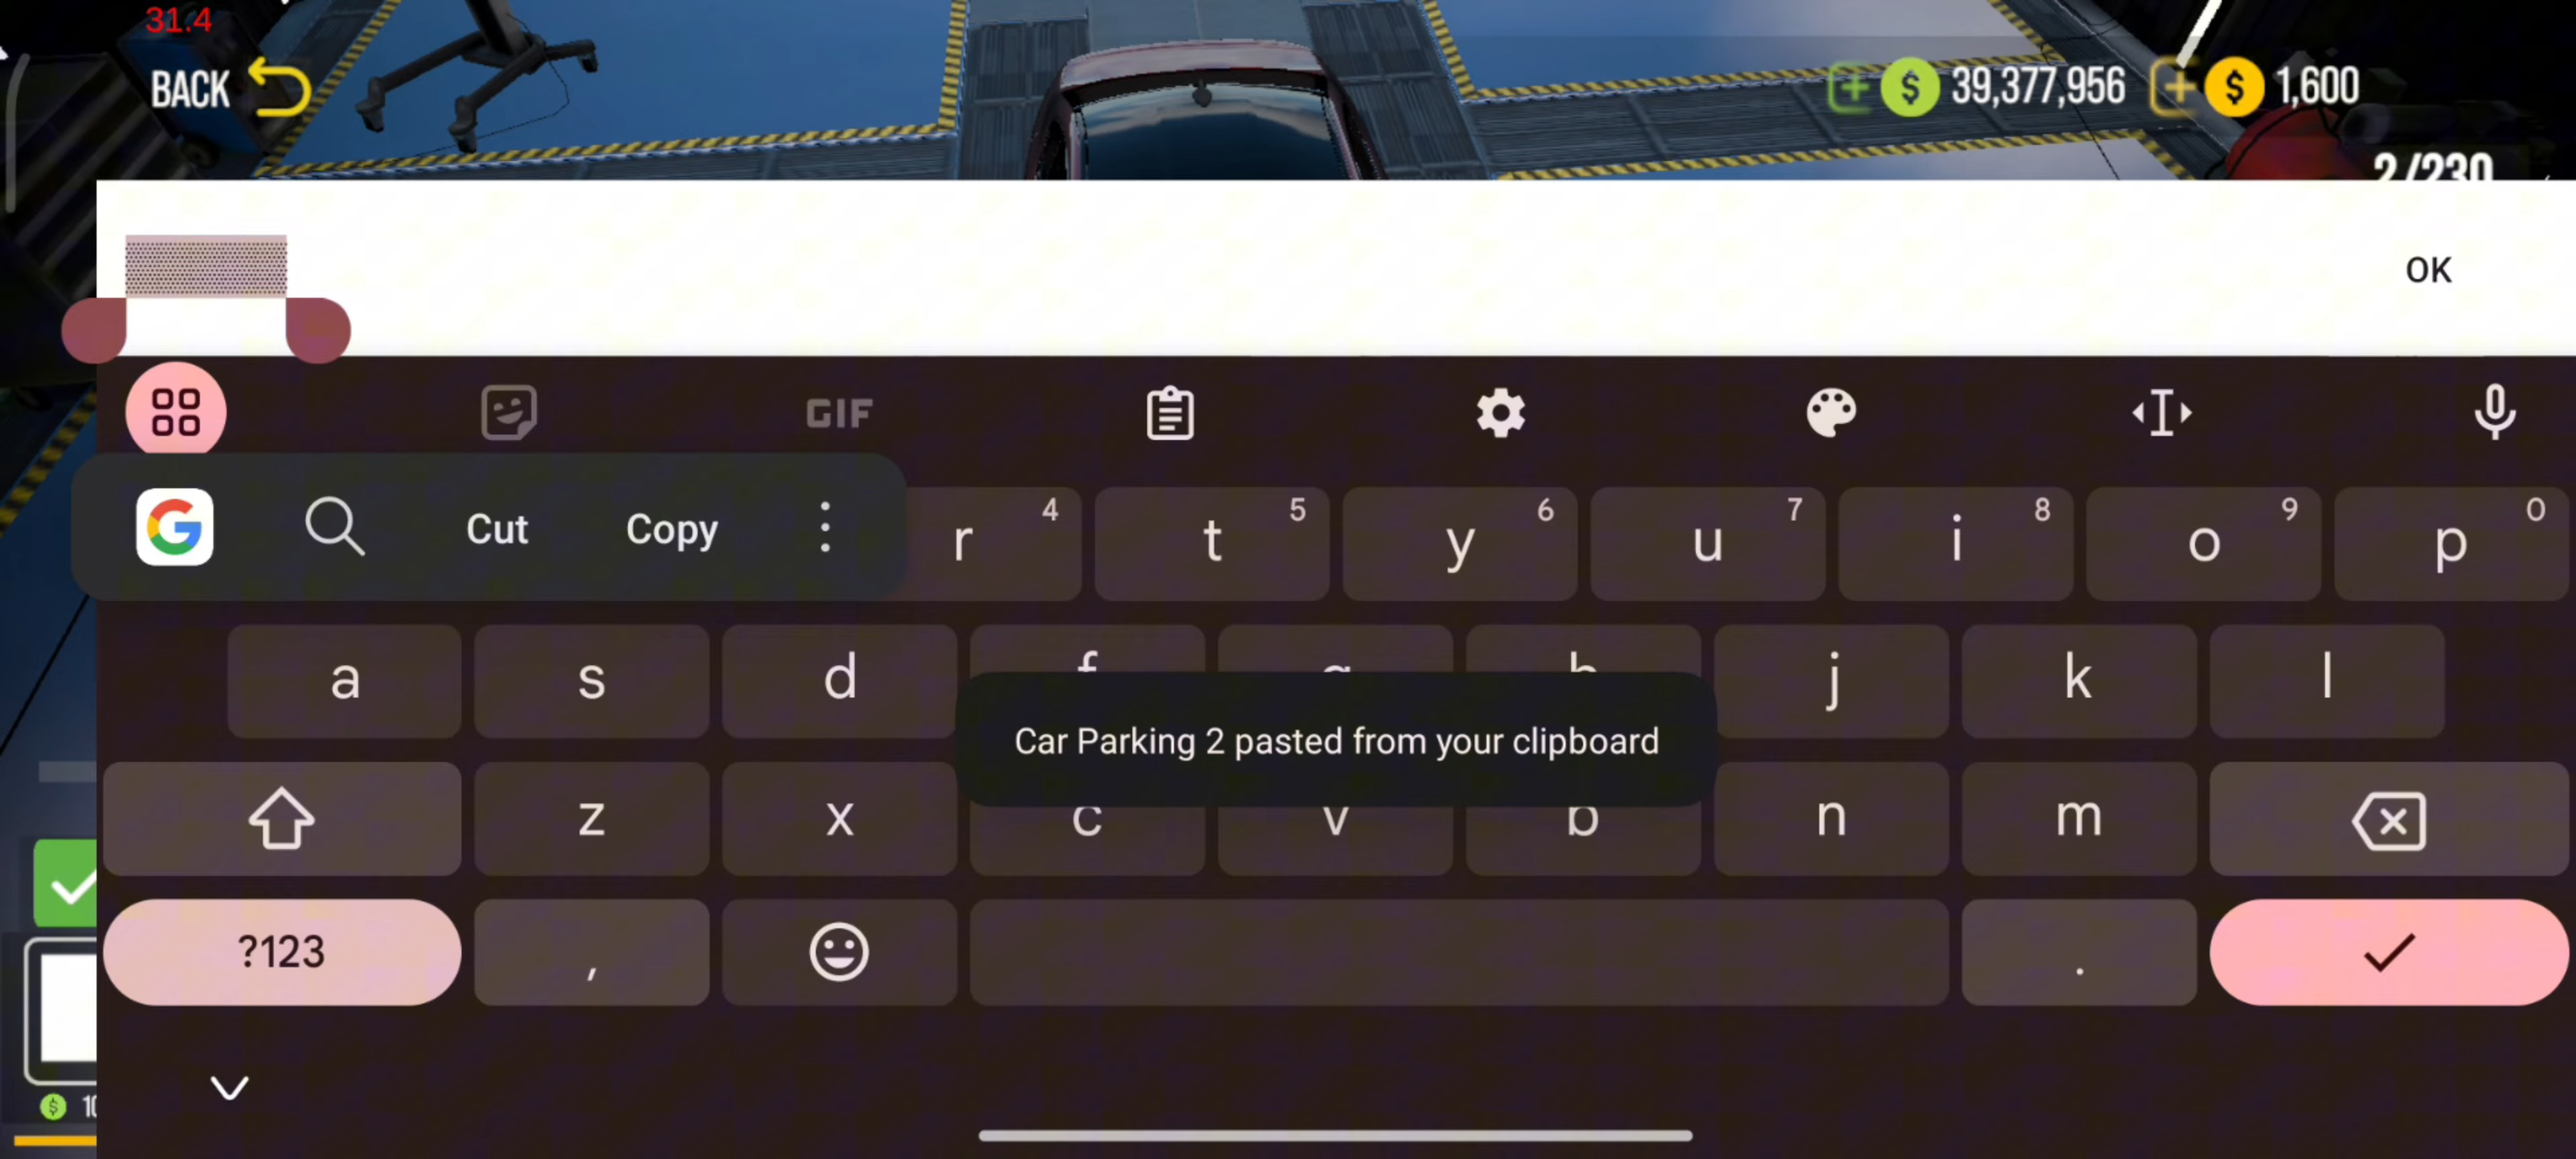 31.4
BACK
$ 39,377,956
$ 1,600
2/230
OK
GIF
G
Cut
Copy
r 4
t 5
y 6
u 7
i 8
o 9
p 0
a
s
d
f
g
h
j
k
l
Car Parking 2 pasted from your clipboard
z
x
c
v
b
n
m
?123
,
.
$ 10